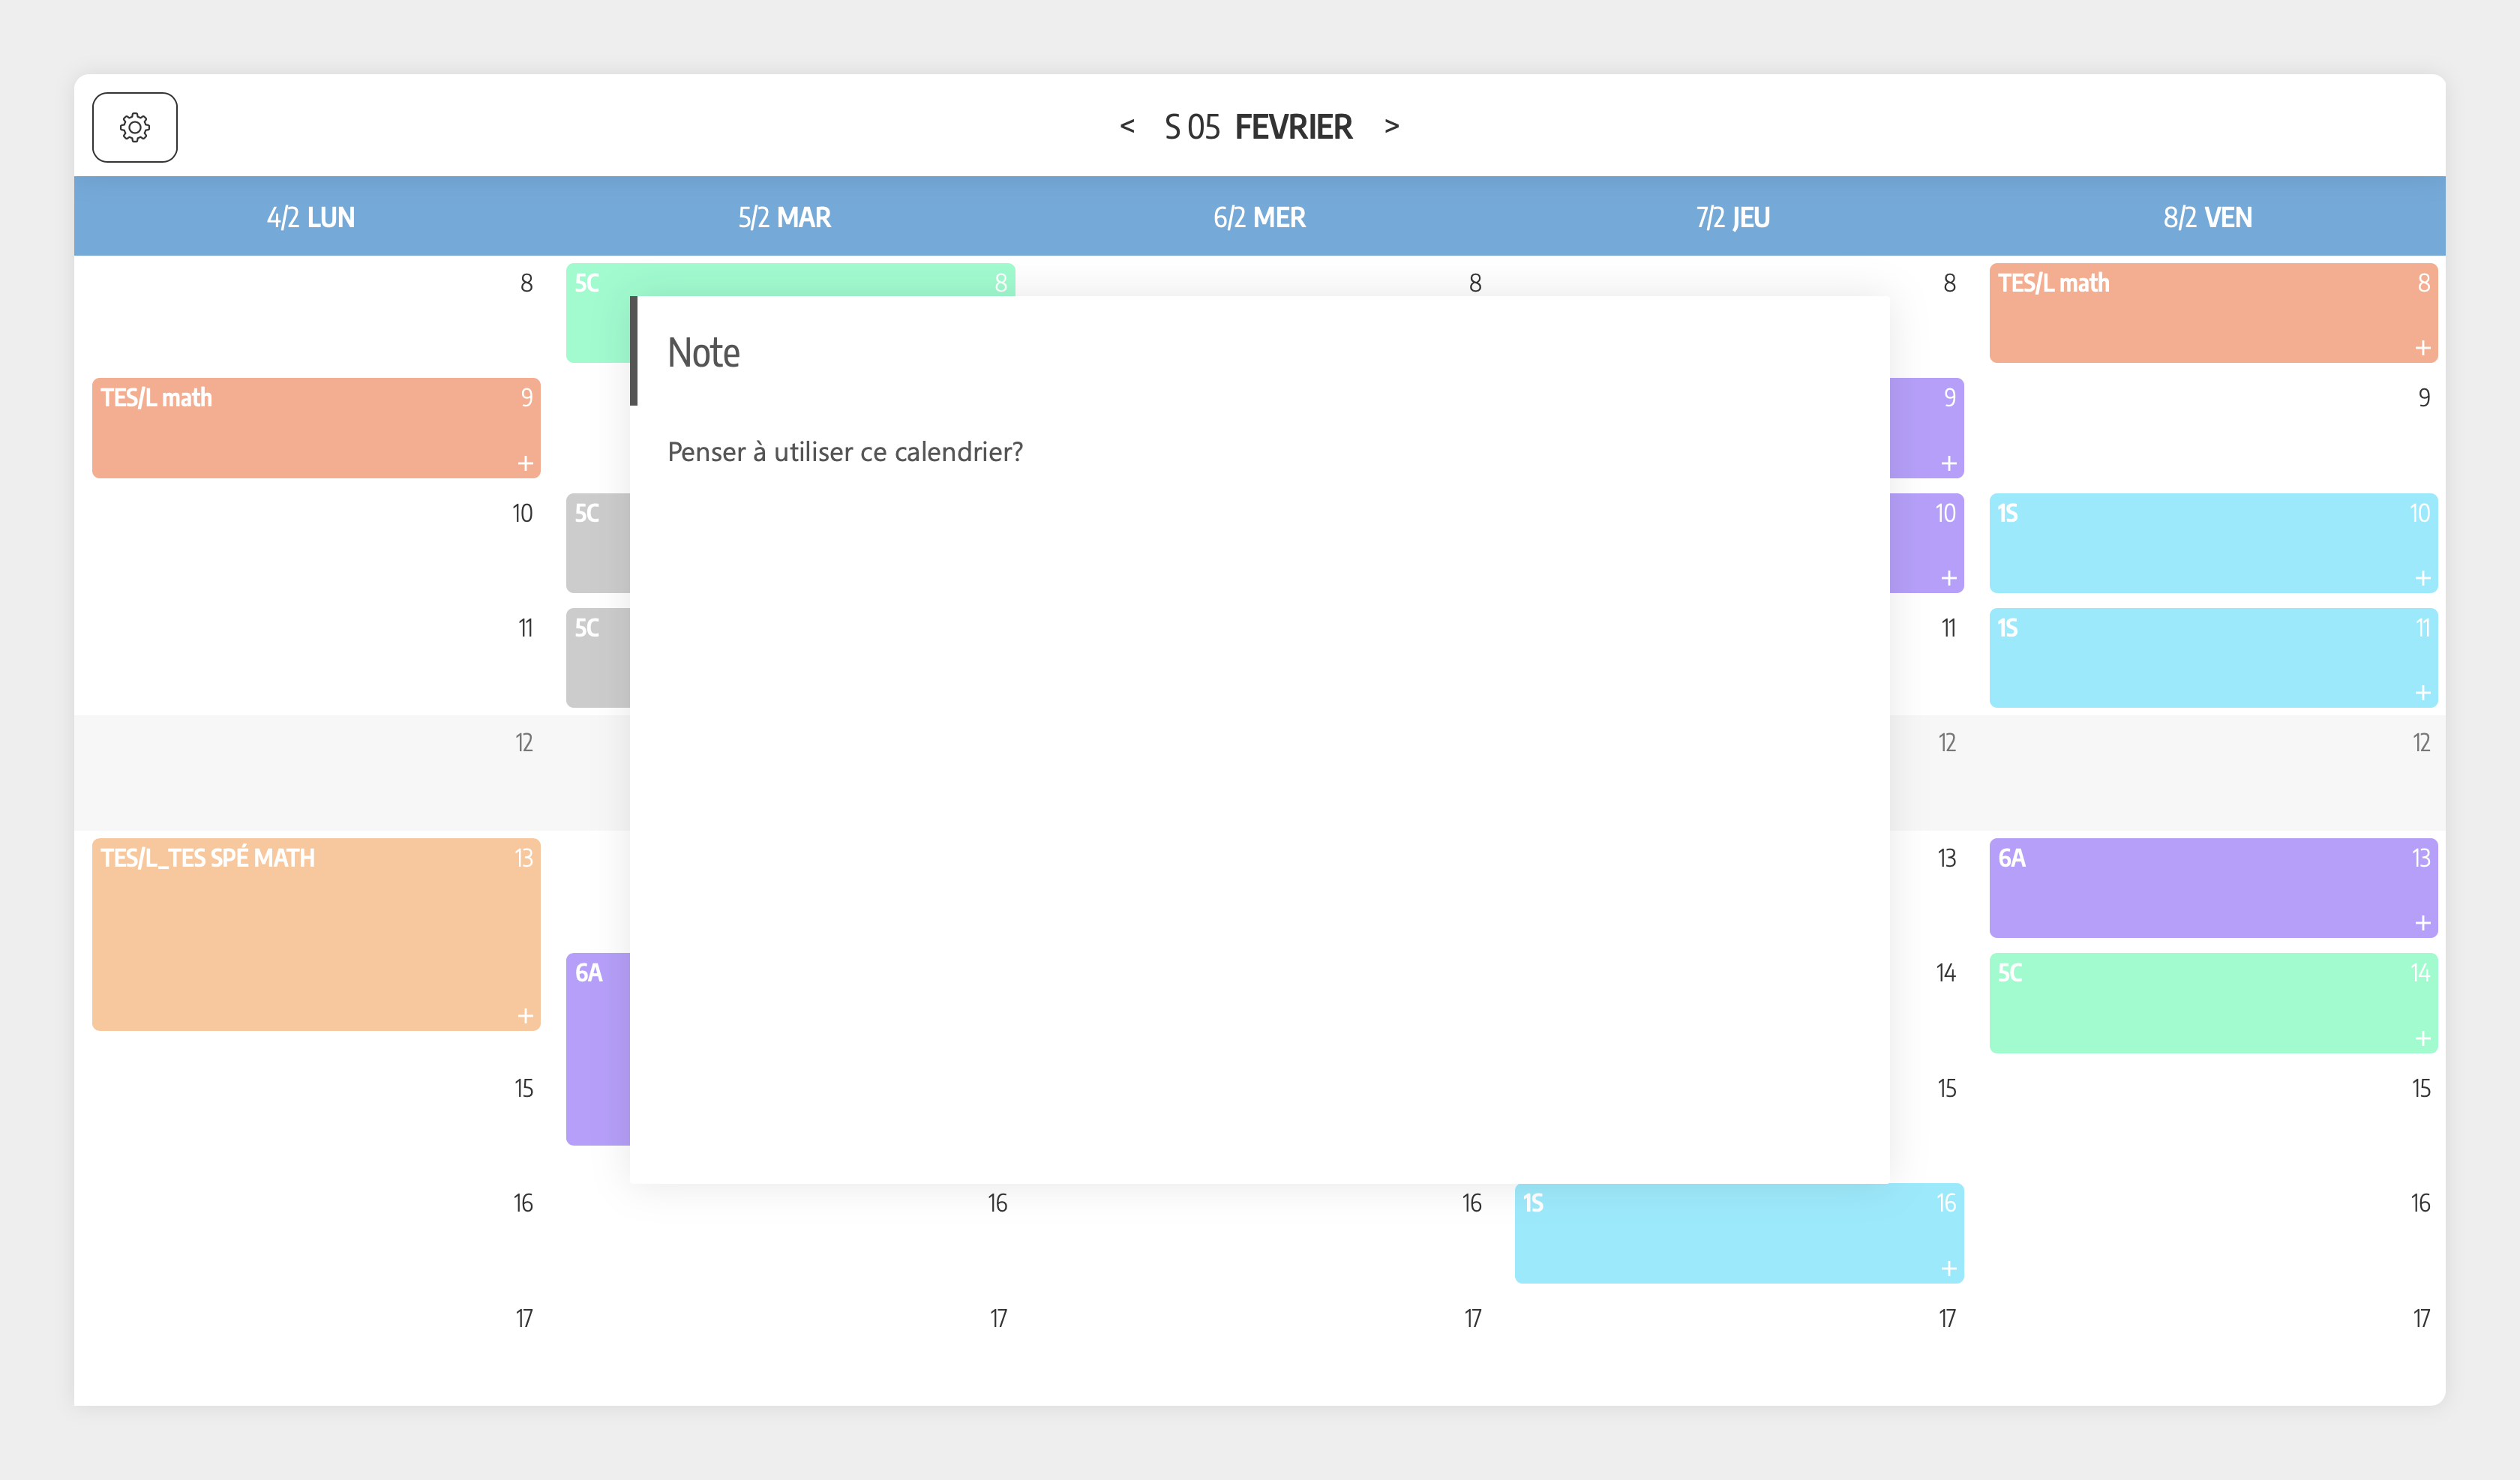 < S 05 FEVRIER >
4/2 LUN 5/2 MAR 6/2 MER 7/2 JEU 8/2 VEN
8 5C 8 8 8 TES/L math 8
+
Note
TES/L math 9 9 9
+ +
Penser à utiliser ce calendrier?
10 5C 10 1S 10
+ +
11 5C 11 1S 11
+
12 12 12
TES/L_TES SPÉ MATH 13 13 6A 13
+
6A 14 5C 14
+ +
15 15 15
16 16 16 1S 16 16
+
17 17 17 17 17